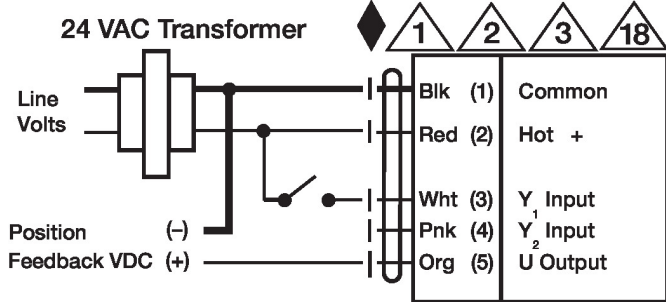 24 VAC Transformer
1 2 3 18
Line
Volts
Blk (1) Common
Red (2) Hot +
Wht (3) Y1 Input
Position (–)
Pnk (4) Y2 Input
Feedback VDC (+)
Org (5) U Output